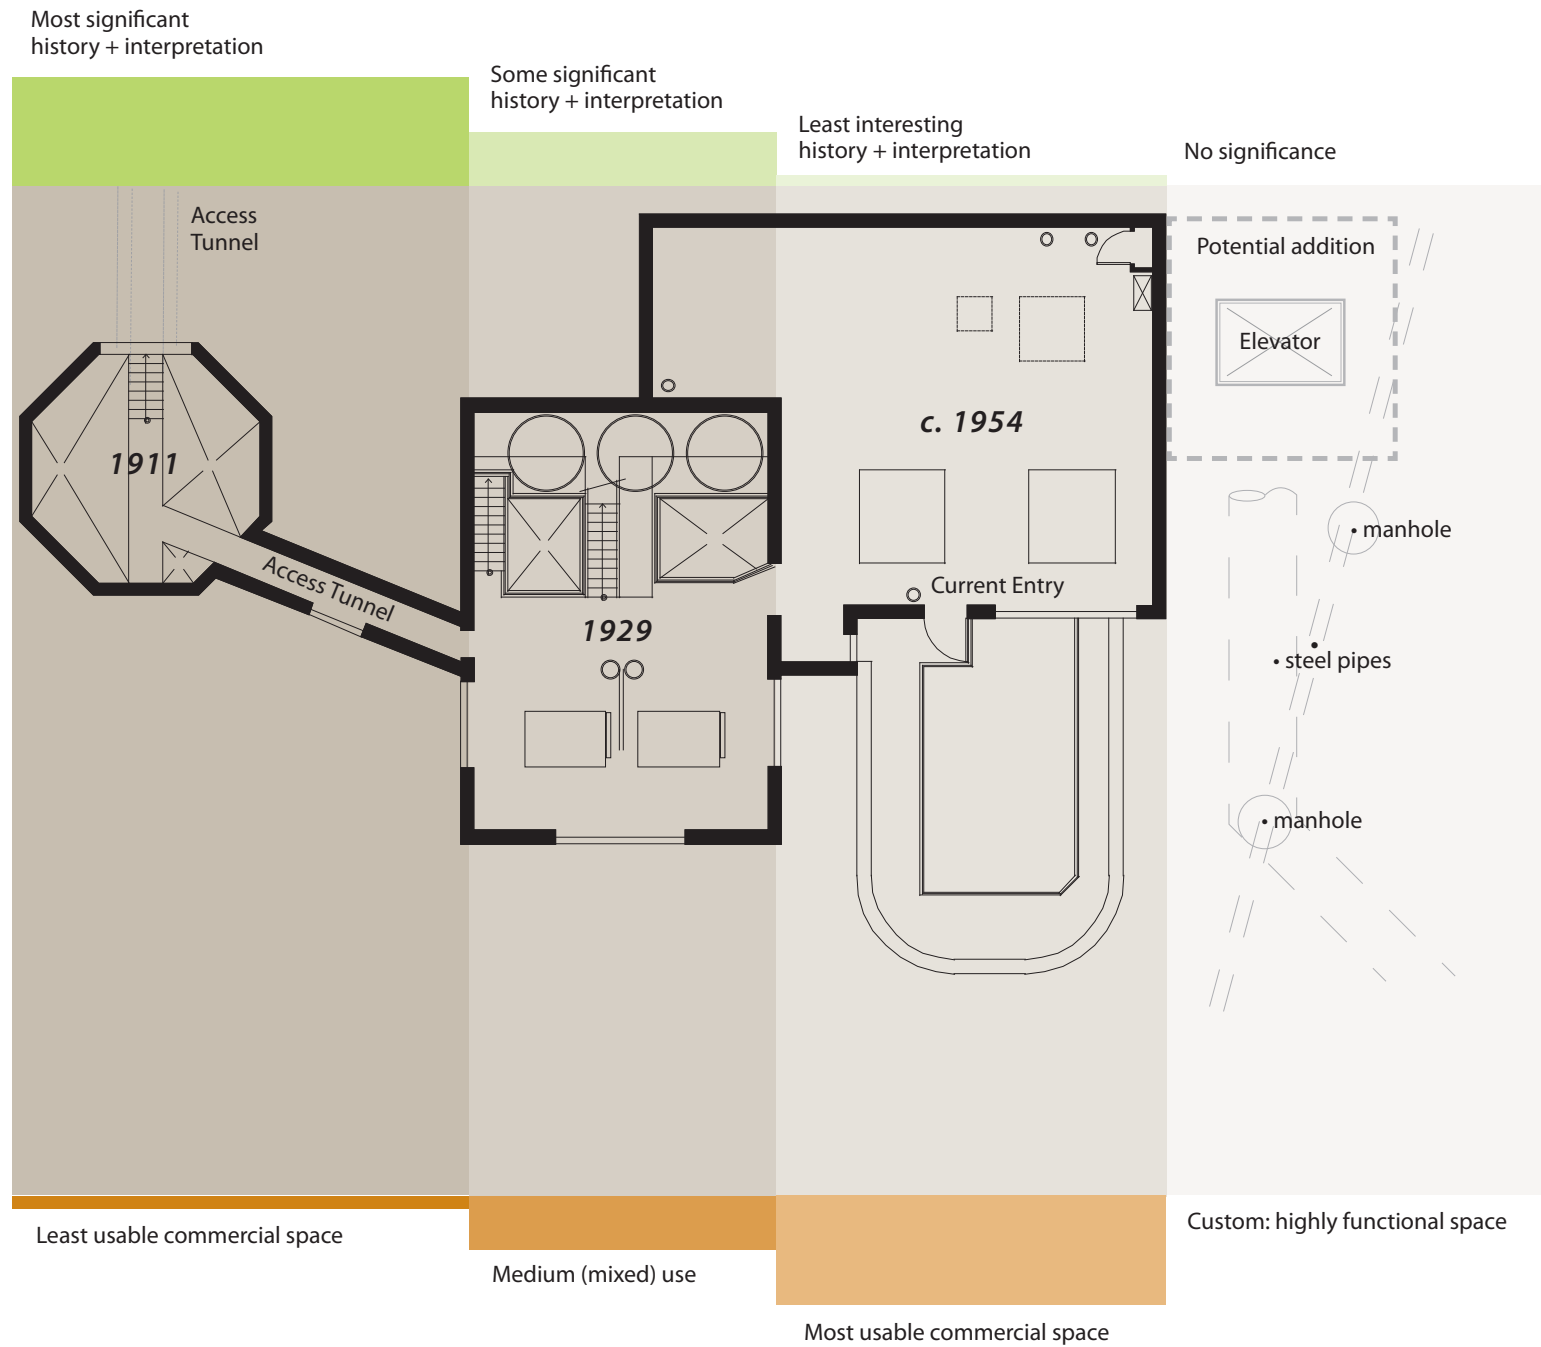 Most significant
history + interpretation
Some significant
history + interpretation
Least interesting
history + interpretation
No significance
Access
Tunnel
Potential addition
Elevator
c. 1954
1911
manhole
Access Tunnel
Current Entry
1929
steel pipes
manhole
Least usable commercial space
Custom: highly functional space
Medium (mixed) use
Most usable commercial space